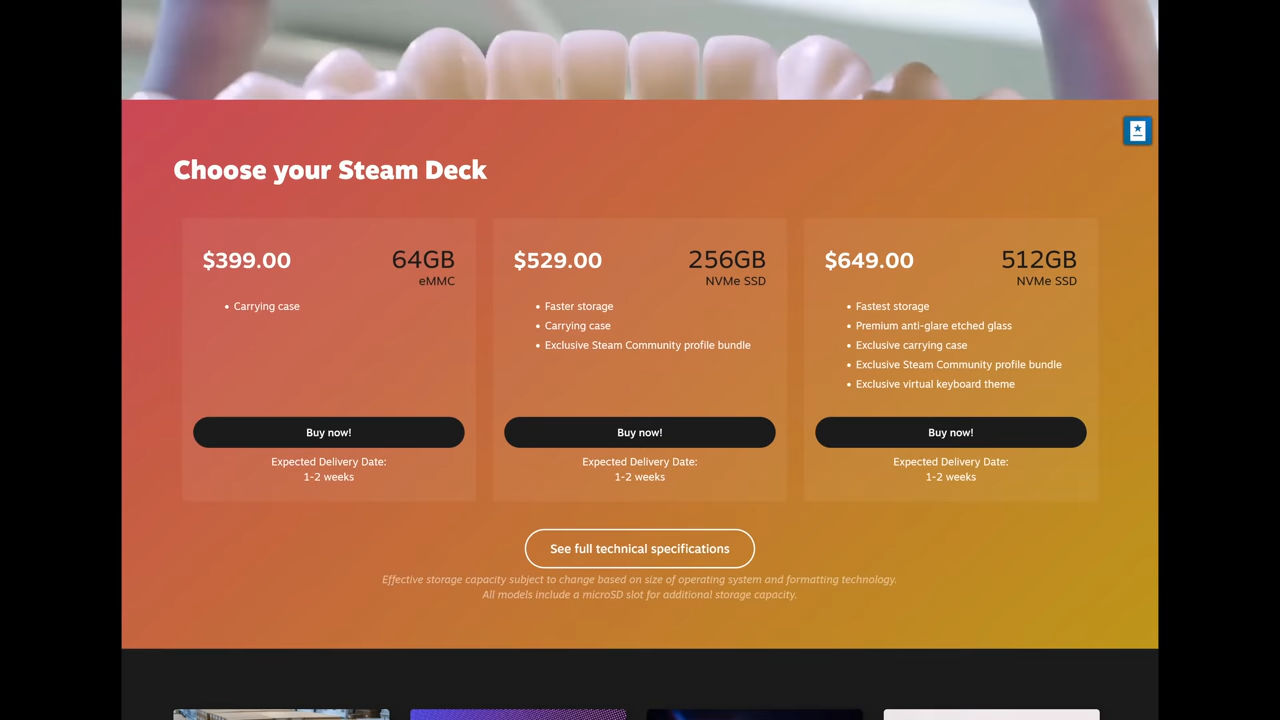 Choose your Steam Deck
$399.00
64GB
eMMC
• Carrying case
Buy now!
Expected Delivery Date:
1-2 weeks
$529.00
256GB
NVMe SSD
• Faster storage
• Carrying case
• Exclusive Steam Community profile bundle
Buy now!
Expected Delivery Date:
1-2 weeks
$649.00
512GB
NVMe SSD
• Fastest storage
• Premium anti-glare etched glass
• Exclusive carrying case
• Exclusive Steam Community profile bundle
• Exclusive virtual keyboard theme
Buy now!
Expected Delivery Date:
1-2 weeks
See full technical specifications
Effective storage capacity subject to change based on size of operating system and formatting technology.
All models include a microSD slot for additional storage capacity.